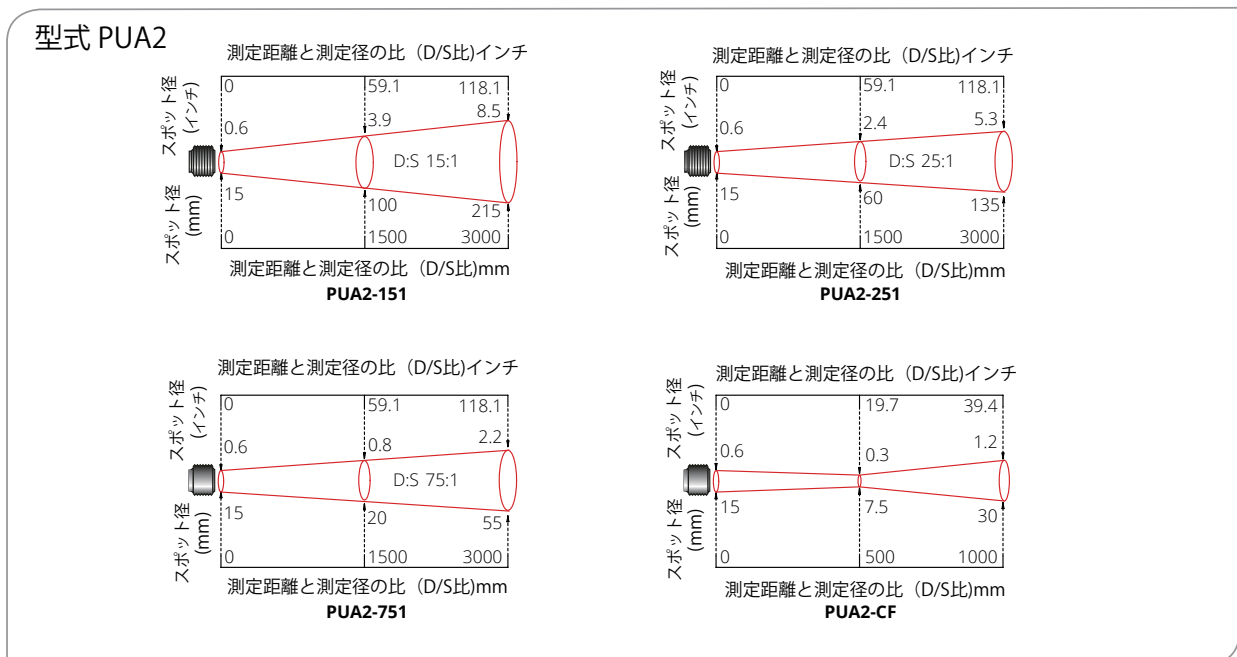 型式 PUA2
測定距離と測定径の比（D/S比)インチ
スポット径
(インチ)
0
59.1
118.1
0.6
3.9
8.5
D:S 15:1
スポット径
(mm)
15
100
215
0
1500
3000
測定距離と測定径の比（D/S比)mm
PUA2-151
測定距離と測定径の比（D/S比)インチ
スポット径
(インチ)
0
59.1
118.1
0.6
2.4
5.3
D:S 25:1
スポット径
(mm)
15
60
135
0
1500
3000
測定距離と測定径の比（D/S比)mm
PUA2-251
測定距離と測定径の比（D/S比)インチ
スポット径
(インチ)
0
59.1
118.1
0.6
0.8
2.2
D:S 75:1
スポット径
(mm)
15
20
55
0
1500
3000
測定距離と測定径の比（D/S比)mm
PUA2-751
測定距離と測定径の比（D/S比)インチ
スポット径
(インチ)
0
19.7
39.4
0.6
0.3
1.2
スポット径
(mm)
15
7.5
30
0
500
1000
測定距離と測定径の比（D/S比)mm
PUA2-CF